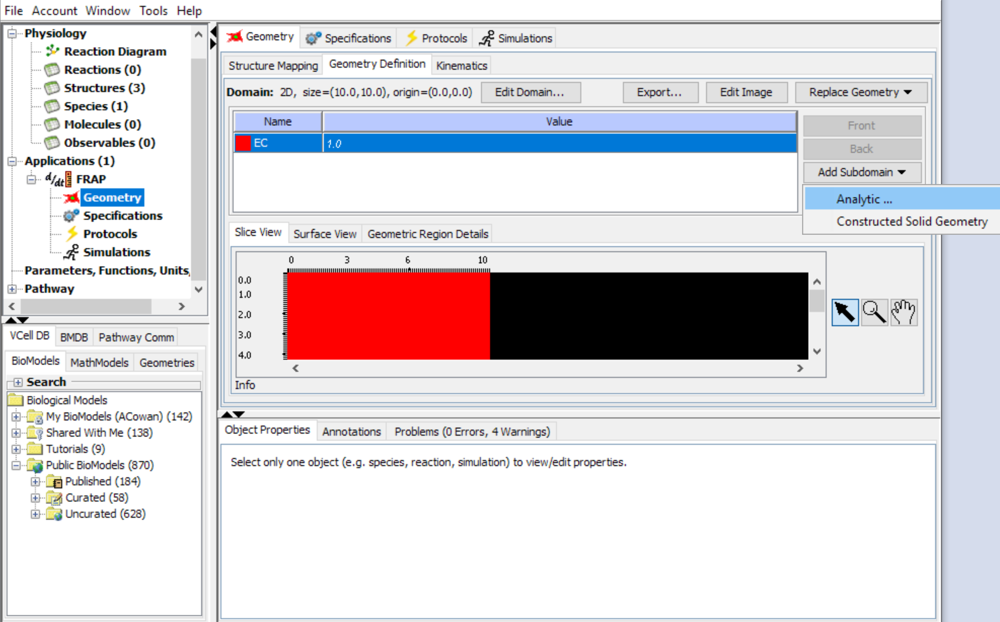 File Account Window Tools Help
Physiology
Reaction Diagram
Reactions (0)
Structures (3)
Species (1)
Molecules (0)
Observables (0)
Applications (1)
d/dt FRAP
Geometry
Specifications
Protocols
Simulations
Parameters, Functions, Units,
Pathway
VCell DB BMDB Pathway Comm
BioModels MathModels Geometries
Search
Biological Models
My BioModels (ACowan) (142)
Shared With Me (138)
Tutorials (9)
Public BioModels (870)
Published (184)
Curated (58)
Uncurated (628)
Geometry Specifications Protocols Simulations
Structure Mapping Geometry Definition Kinematics
Domain: 2D, size=(10.0,10.0), origin=(0.0,0.0) Edit Domain... Export... Edit Image Replace Geometry
Name Value
EC 1.0
Front
Back
Add Subdomain
Analytic ...
Constructed Solid Geometry
Slice View Surface View Geometric Region Details
0 3 6 10
0.0
1.0
2.0
3.0
4.0
Info
Object Properties Annotations Problems (0 Errors, 4 Warnings)
Select only one object (e.g. species, reaction, simulation) to view/edit properties.